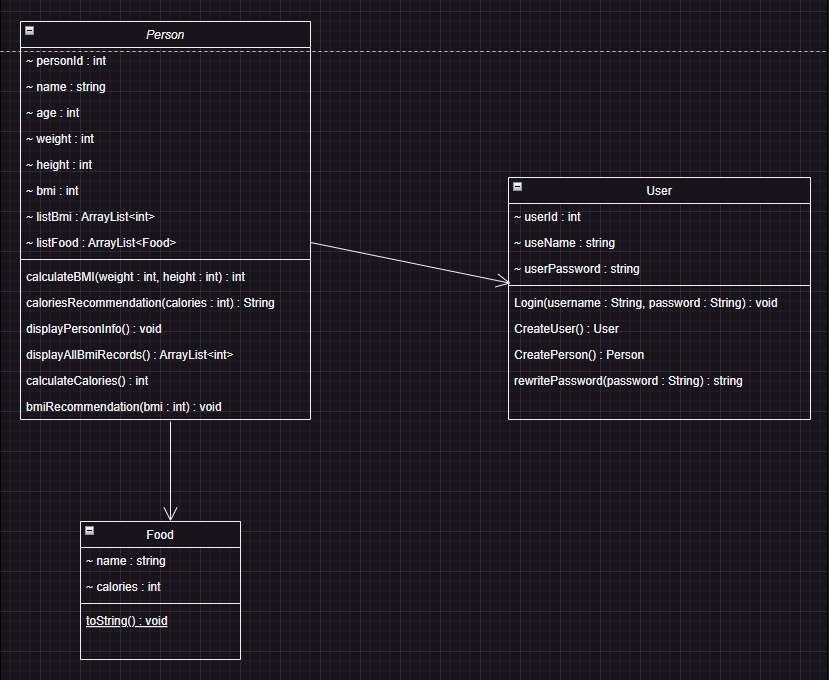 Person
~ personId : int
~ name : string
~ age : int
~ weight : int
~ height : int
~ bmi : int
~ listBmi : ArrayList<int>
~ listFood : ArrayList<Food>
calculateBMI(weight : int, height : int) : int
caloriesRecommendation(calories : int) : String
displayPersonInfo() : void
displayAllBmiRecords() : ArrayList<int>
calculateCalories() : int
bmiRecommendation(bmi : int) : void
User
~ userId : int
~ useName : string
~ userPassword : string
Login(username : String, password : String) : void
CreateUser() : User
CreatePerson() : Person
rewritePassword(password : String) : string
Food
~ name : string
~ calories : int
toString() : void